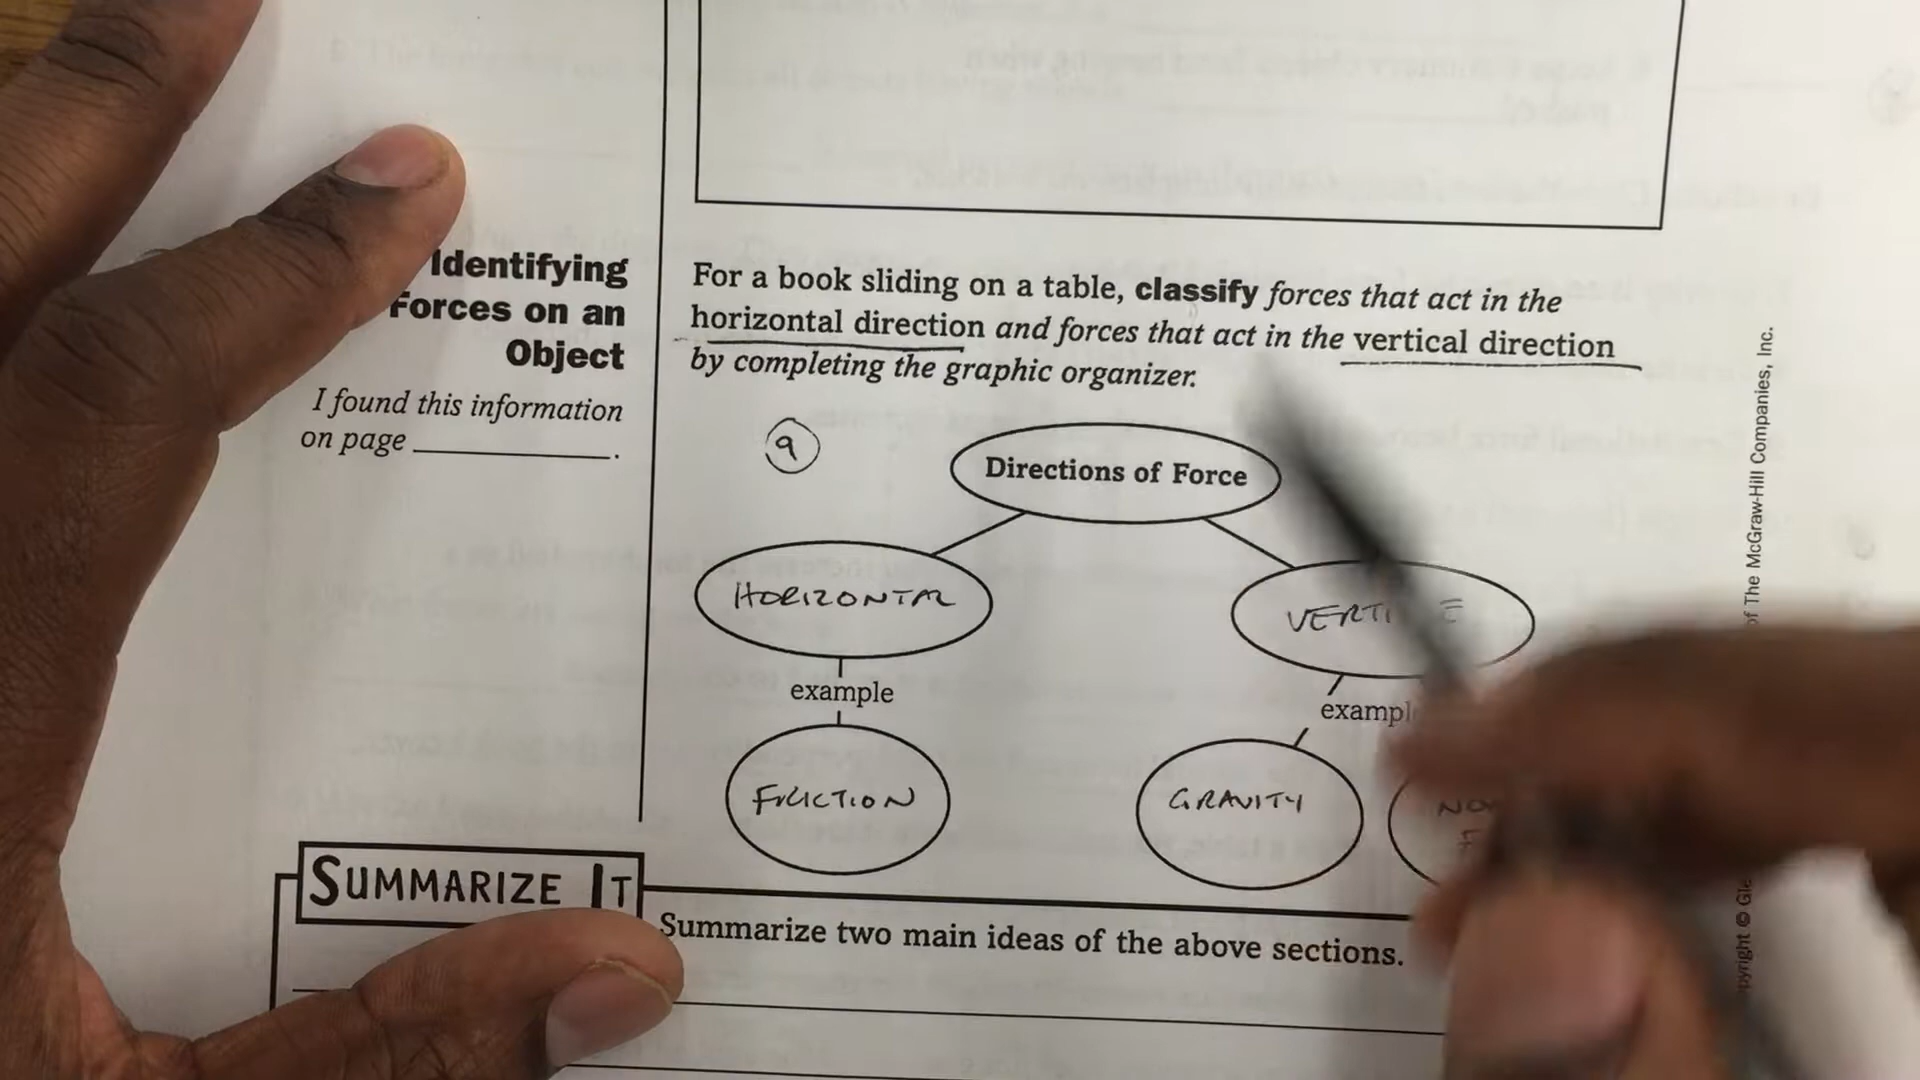 Identifying
Forces on an
Object
I found this information
on page ____________.
For a book sliding on a table, classify forces that act in the
horizontal direction and forces that act in the vertical direction
by completing the graphic organizer.
9
Directions of Force
HORIZONTAL
example
example
FRICTION
GRAVITY
SUMMARIZE IT
Summarize two main ideas of the above sections.
of The McGraw-Hill Companies, Inc.